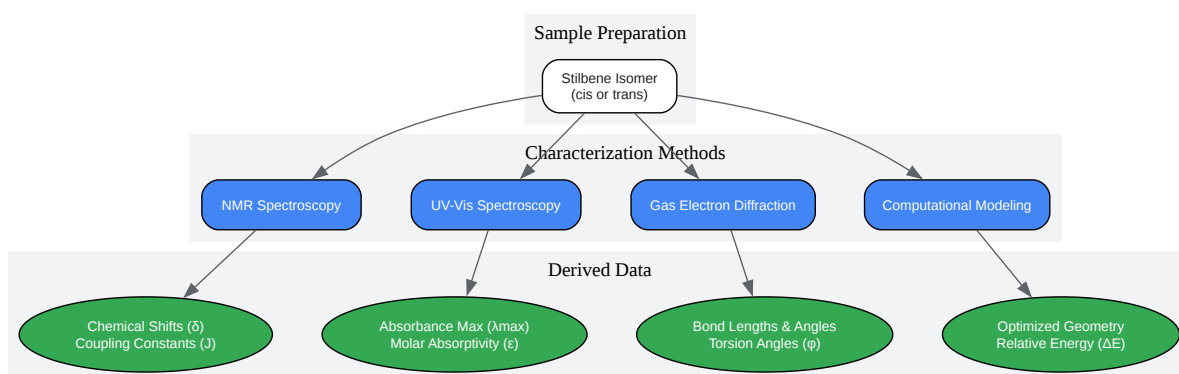 Sample Preparation
Stilbene Isomer
(cis or trans)
Characterization Methods
NMR Spectroscopy
UV-Vis Spectroscopy
Gas Electron Diffraction
Computational Modeling
Derived Data
Chemical Shifts (δ)
Coupling Constants (J)
Absorbance Max (λmax)
Molar Absorptivity (ε)
Bond Lengths & Angles
Torsion Angles (φ)
Optimized Geometry
Relative Energy (ΔE)